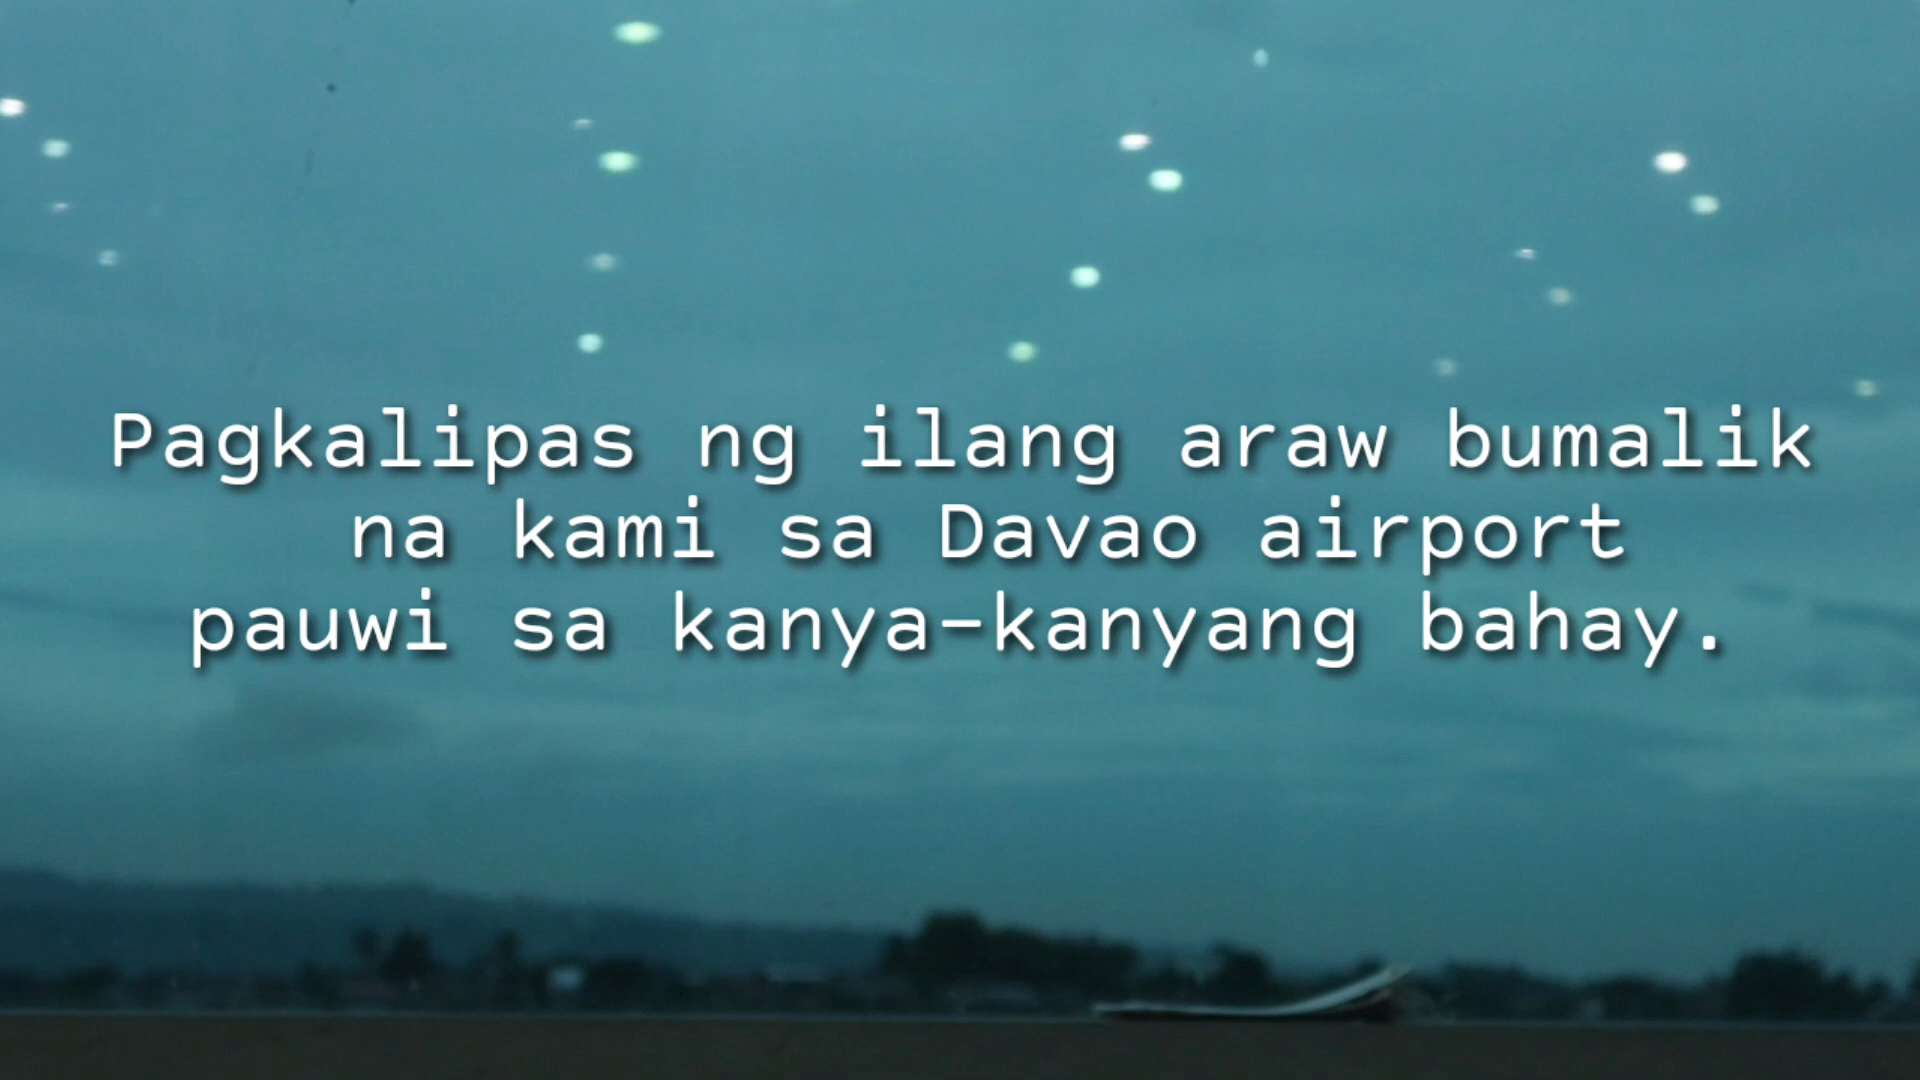 Pagkalipas ng ilang araw bumalik
na kami sa Davao airport
pauwi sa kanya-kanyang bahay.